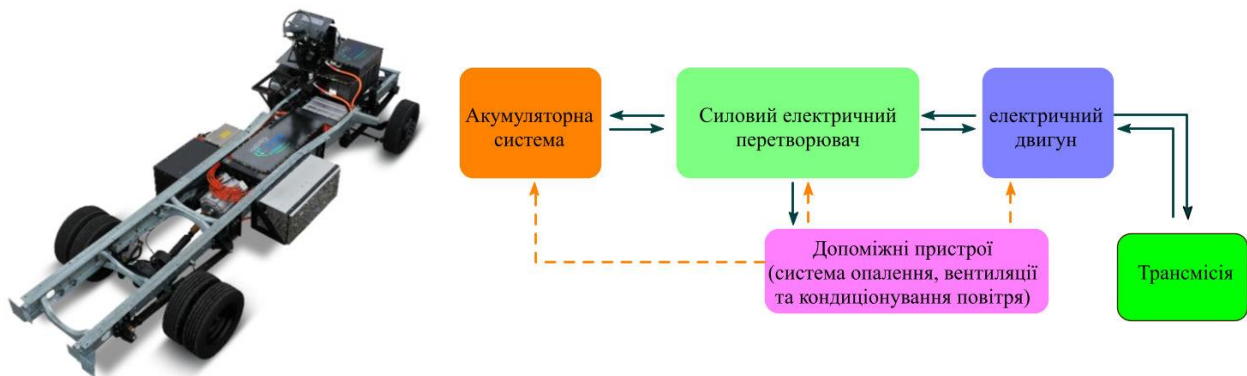 Акумуляторна
система
Силовий електричний
перетворювач
електричний
двигун
Допоміжні пристрої
(система опалення, вентиляції
та кондиціонування повітря)
Трансмісія